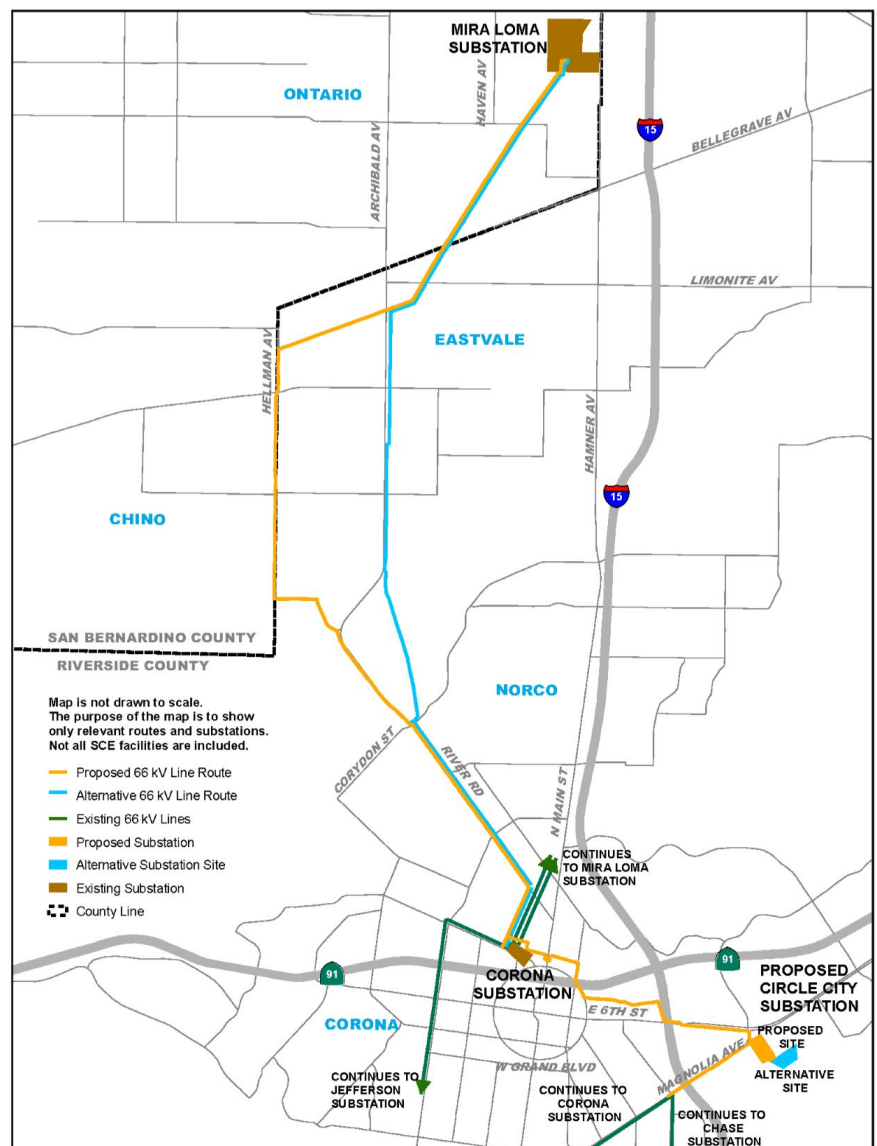 MIRA LOMA
SUBSTATION
ONTARIO
HAVEN AV
ARCHIBALD AV
15
BELLEGRAVE AV
LIMONITE AV
EASTVALE
HELLMAN AV
HAMNER AV
15
CHINO
SAN BERNARDINO COUNTY
RIVERSIDE COUNTY
NORCO
Map is not drawn to scale.
The purpose of the map is to show
only relevant routes and substations.
Not all SCE facilities are included.
Proposed 66 kV Line Route
Alternative 66 kV Line Route
Existing 66 kV Lines
Proposed Substation
Alternative Substation Site
Existing Substation
County Line
CORYDON ST
RIVER RD
N MAIN ST
CONTINUES
TO MIRA LOMA
SUBSTATION
91
91
CORONA
SUBSTATION
PROPOSED
CIRCLE CITY
SUBSTATION
E 6TH ST
CORONA
PROPOSED
SITE
ALTERNATIVE
SITE
W GRAND BLVD
MAGNOLIA AVE
CONTINUES TO
JEFFERSON
SUBSTATION
CONTINUES TO
CORONA
SUBSTATION
CONTINUES TO
CHASE
SUBSTATION